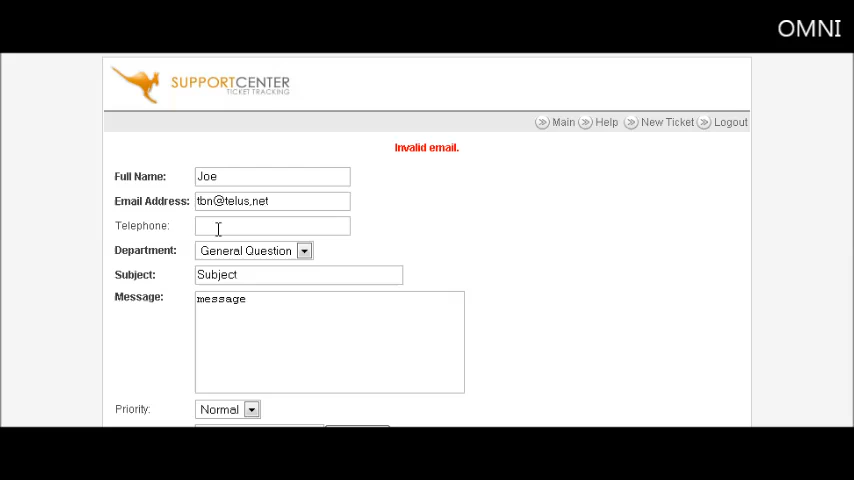 OMNI
SUPPORTCENTER
TICKET TRACKING
Main Help New Ticket Logout
Invalid email.
Full Name: Joe
Email Address: tbn@telus,net
Telephone:
Department: General Question
Subject: Subject
Message: message
Priority: Normal